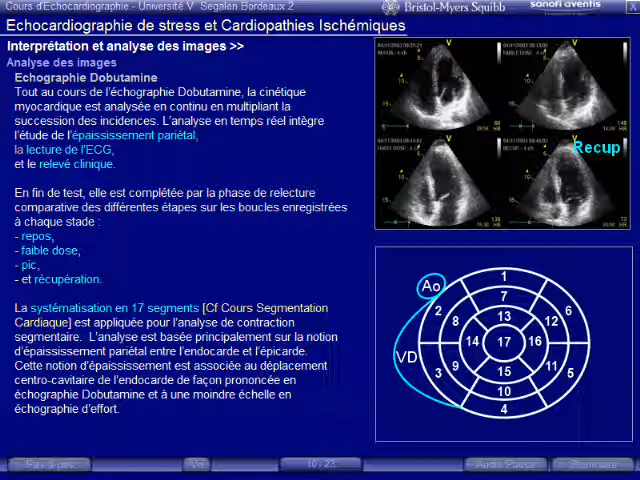 Cours d'Echocardiographie - Université V Segalen Bordeaux 2
Bristol-Myers Squibb
sanofi aventis
X
Echocardiographie de stress et Cardiopathies Ischémiques
Interprétation et analyse des images >>
Analyse des images
Echographie Dobutamine
Tout au cours de l'échographie Dobutamine, la cinétique
myocardique est analysée en continu en multipliant la
succession des incidences. L'analyse en temps réel intègre
l'étude de l'épaississement pariétal,
la lecture de l'ECG,
et le relevé clinique.
En fin de test, elle est complétée par la phase de relecture
comparative des différentes étapes sur les boucles enregistrées
à chaque stade :
- repos,
- faible dose,
- pic,
- et récupération.
La systématisation en 17 segments [Cf Cours Segmentation
Cardiaque] est appliquée pour l'analyse de contraction
segmentaire. L'analyse est basée principalement sur la notion
d'épaississement pariétal entre l'endocarde et l'épicarde.
Cette notion d'épaississement est associée au déplacement
centro-cavitaire de l'endocarde de façon prononcée en
échographie Dobutamine et à une moindre échelle en
échographie d'effort.
V
V
V
V
Recup
Ao
VD
1
7
2
13
6
8
12
14
17
16
3
9
15
11
5
10
4
Pas à pas
Vn
10 / 23
Audio Pause
Sommaire